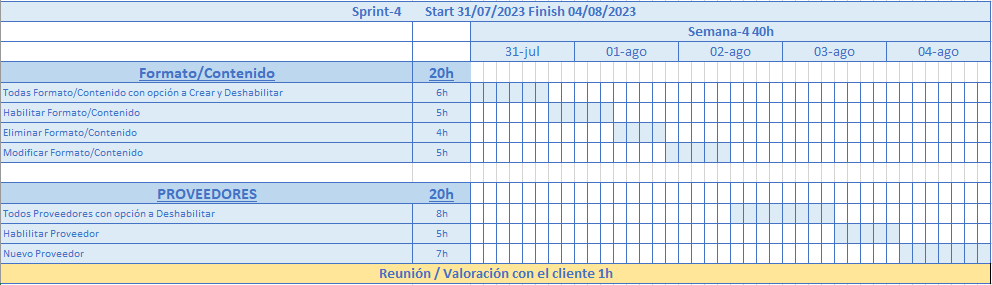 Sprint-4 Start 31/07/2023 Finish 04/08/2023
Semana-4 40h
31-jul 01-ago 02-ago 03-ago 04-ago
Formato/Contenido 20h
Todas Formato/Contenido con opción a Crear y Deshabilitar 6h
Habilitar Formato/Contenido 5h
Eliminar Formato/Contenido 4h
Modificar Formato/Contenido 5h
PROVEEDORES 20h
Todos Proveedores con opción a Deshabilitar 8h
Hablilitar Proveedor 5h
Nuevo Proveedor 7h
Reunión / Valoración con el cliente 1h